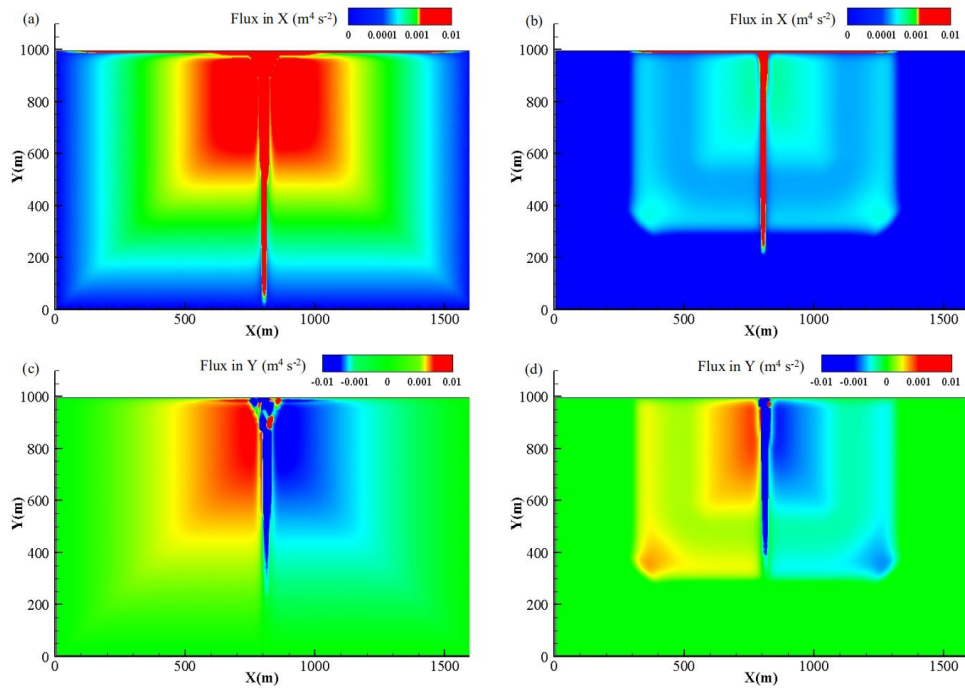 (a) Flux in X (m⁴ s⁻²)
0 0.0001 0.001 0.01
1000
800
600
400
200
0
Y(m)
0 500 1000 1500
X(m)
(b) Flux in X (m⁴ s⁻²)
0 0.0001 0.001 0.01
1000
800
600
400
200
0
Y(m)
0 500 1000 1500
X(m)
(c) Flux in Y (m⁴ s⁻²)
-0.01 -0.0001 0 0.001 0.01
1000
800
600
400
200
0
Y(m)
0 500 1000 1500
X(m)
(d) Flux in Y (m⁴ s⁻²)
-0.01 -0.001 0 0.001 0.01
1000
800
600
400
200
0
Y(m)
0 500 1000 1500
X(m)